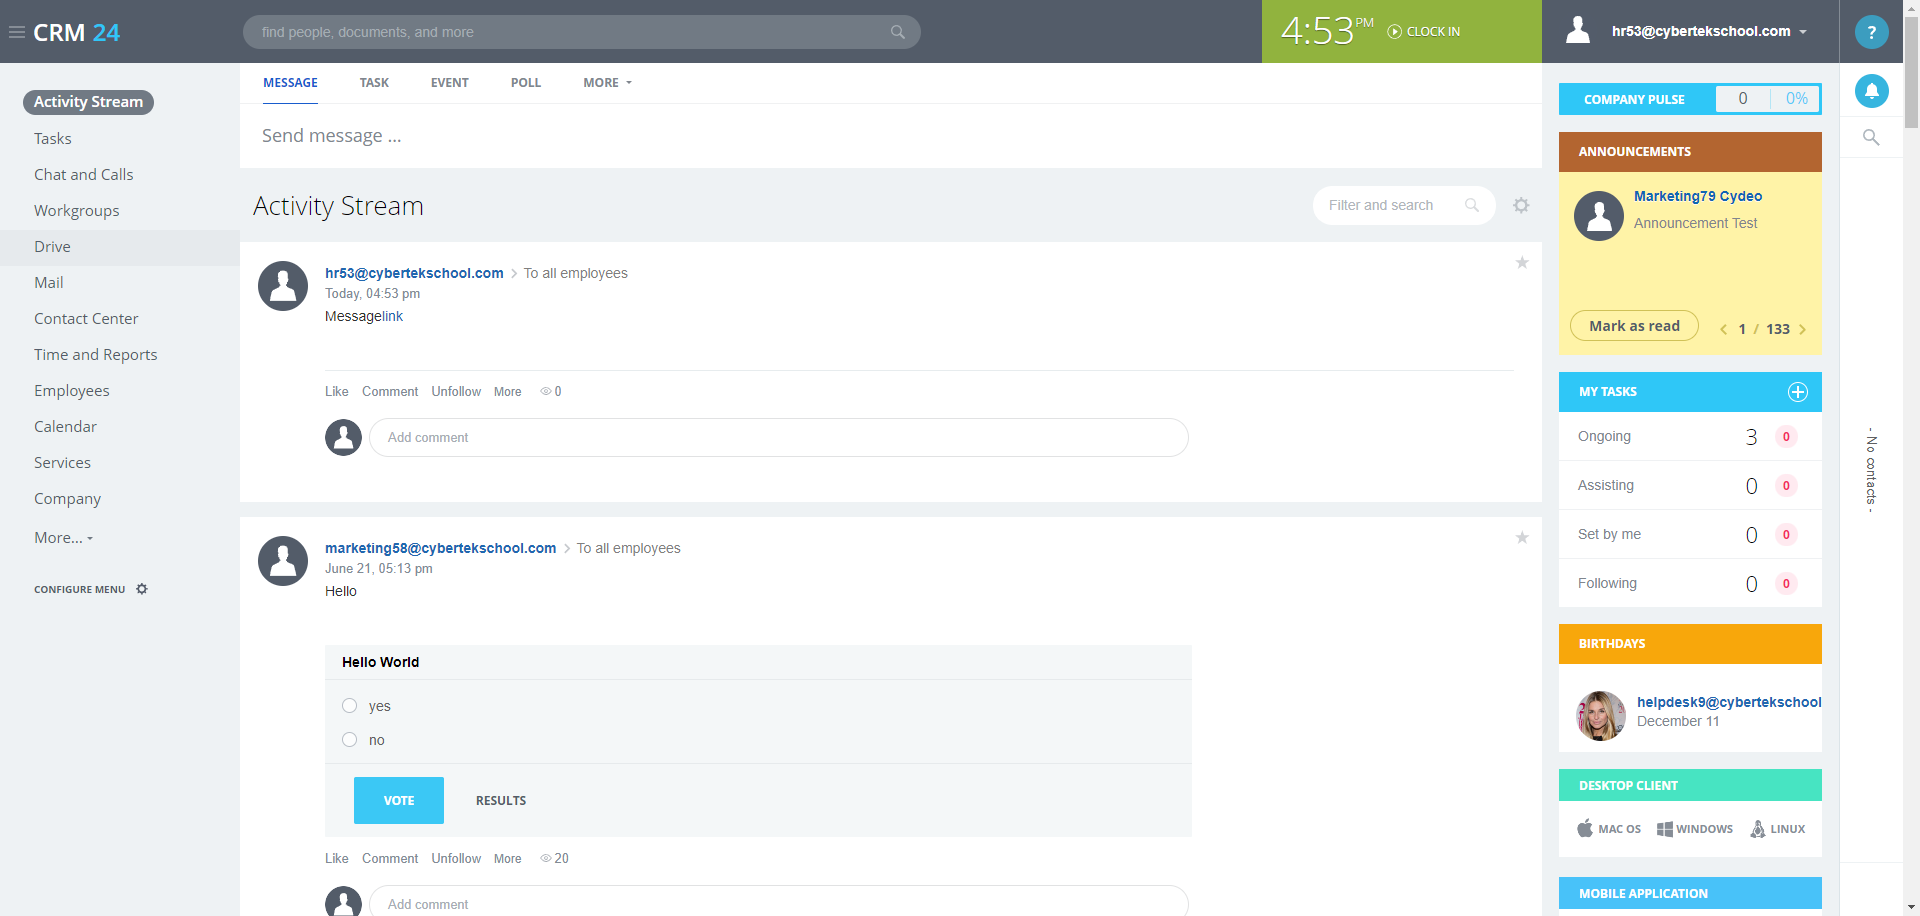 CRM 24
find people, documents, and more
4:53 PM
CLOCK IN
hr53@cybertekschool.com
?
Activity Stream
Tasks
Chat and Calls
Workgroups
Drive
Mail
Contact Center
Time and Reports
Employees
Calendar
Services
Company
More...
CONFIGURE MENU
MESSAGE TASK EVENT POLL MORE
Send message ...
Activity Stream
Filter and search
hr53@cybertekschool.com > To all employees
Today, 04:53 pm
Messagelink
Like Comment Unfollow More 0
Add comment
marketing58@cybertekschool.com > To all employees
June 21, 05:13 pm
Hello
Hello World
yes
no
VOTE RESULTS
Like Comment Unfollow More 20
Add comment
COMPANY PULSE 0 0%
ANNOUNCEMENTS
Marketing79 Cydeo
Announcement Test
Mark as read
< 1 / 133 >
MY TASKS
Ongoing 3 0
Assisting 0 0
Set by me 0 0
Following 0 0
BIRTHDAYS
helpdesk9@cybertekschool
December 11
DESKTOP CLIENT
MAC OS WINDOWS LINUX
MOBILE APPLICATION
- No contacts -